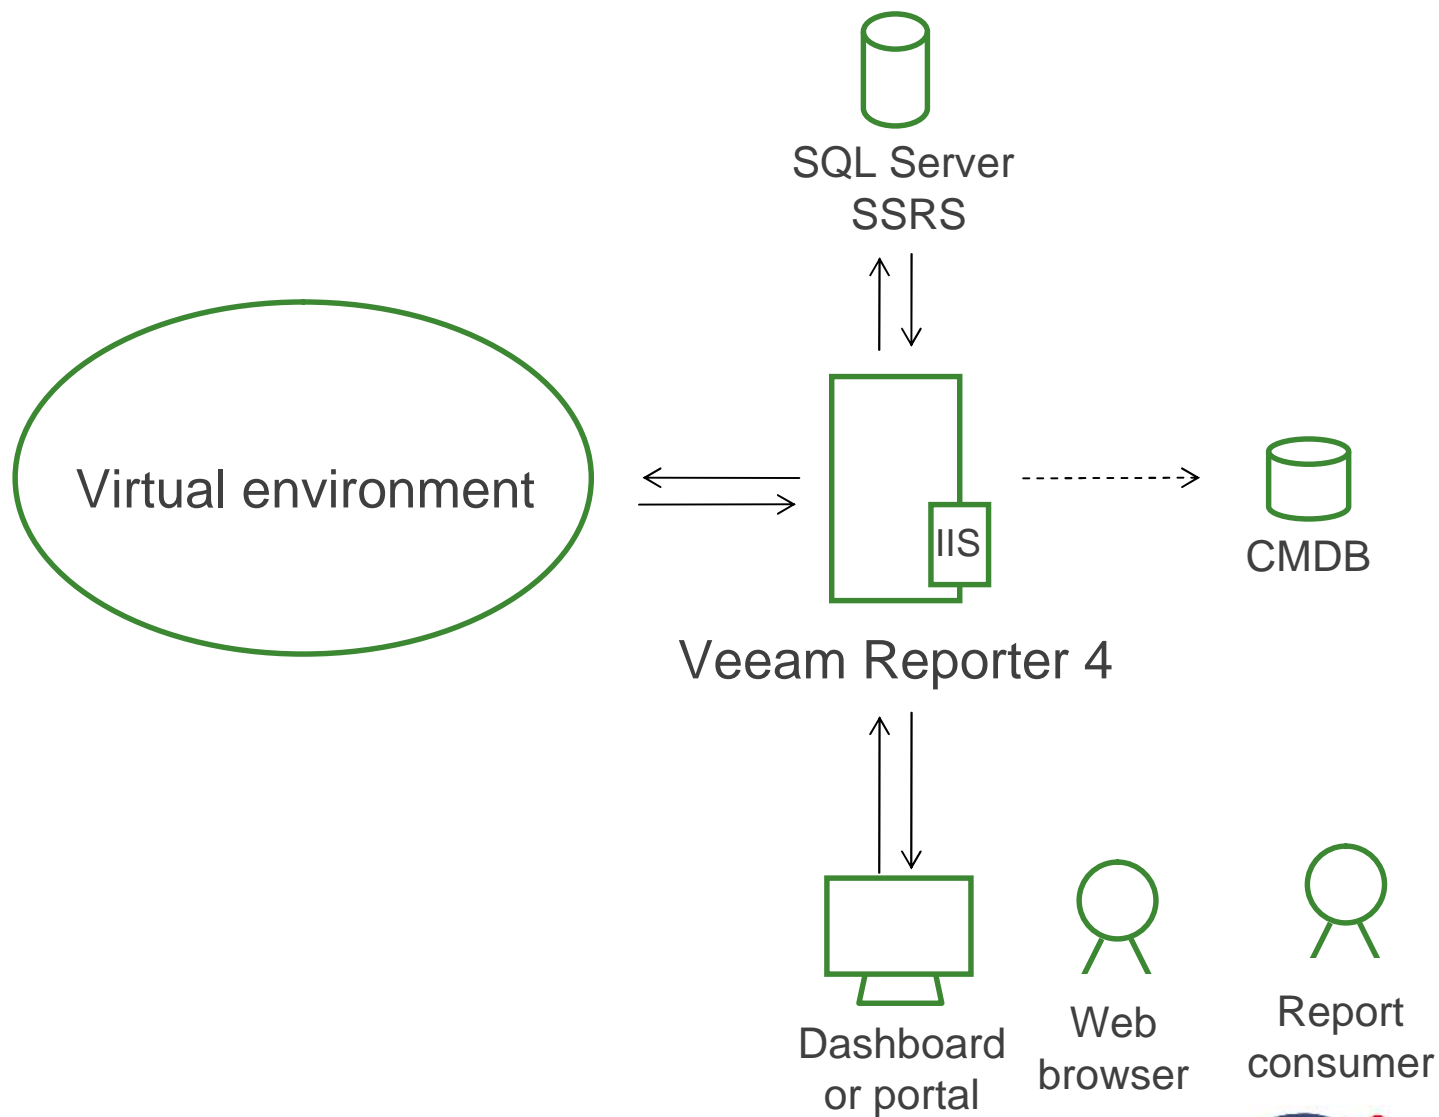 SQL Server
SSRS
Virtual environment
IIS
CMDB
Veeam Reporter 4
Dashboard
or portal
Web
browser
Report
consumer